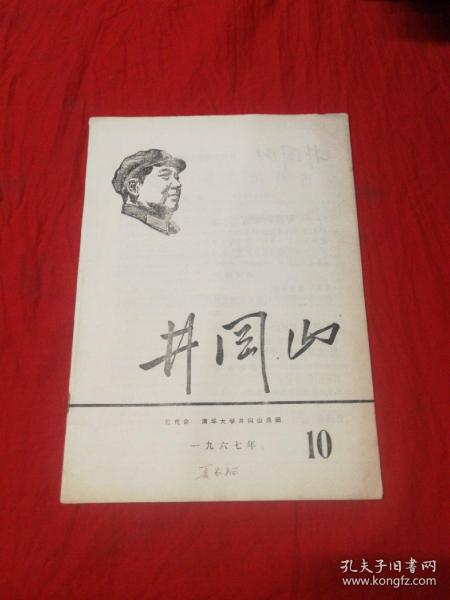 井冈山
红代会 清华大学井冈山兵团
一九六七年
10
孔夫子旧书网
www.kongfz.com